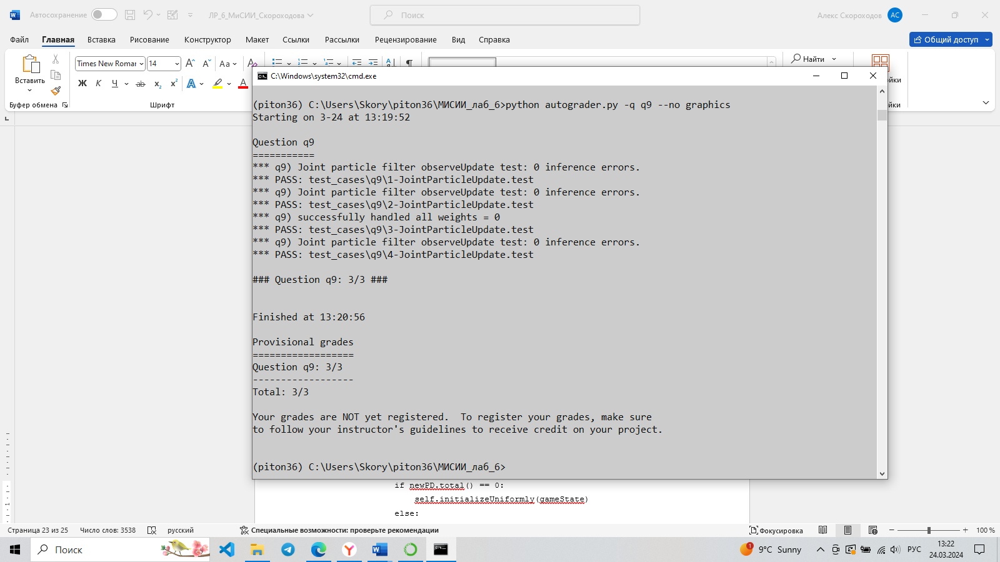 Автосохранение
ЛР_6_МиСИИ_Скороходова
Поиск
Алекс Скороходов
АС
Файл Главная Вставка Рисование Конструктор Макет Ссылки Рассылки Рецензирование Вид Справка
Общий доступ
Вставить
Буфер обмена
Times New Roman 14
Ж К Ч ab x₂ x²
Aa
Шрифт
Найти
C:\Windows\system32\cmd.exe
(piton36) C:\Users\Skory\piton36\МИСИИ_лаб_6>python autograder.py -q q9 --no graphics
Starting on 3-24 at 13:19:52
Question q9
===========
*** q9) Joint particle filter observeUpdate test: 0 inference errors.
*** PASS: test_cases\q9\1-JointParticleUpdate.test
*** q9) Joint particle filter observeUpdate test: 0 inference errors.
*** PASS: test_cases\q9\2-JointParticleUpdate.test
*** q9) successfully handled all weights = 0
*** PASS: test_cases\q9\3-JointParticleUpdate.test
*** q9) Joint particle filter observeUpdate test: 0 inference errors.
*** PASS: test_cases\q9\4-JointParticleUpdate.test
### Question q9: 3/3 ###
Finished at 13:20:56
Provisional grades
==================
Question q9: 3/3
------------------
Total: 3/3
Your grades are NOT yet registered.  To register your grades, make sure
to follow your instructor's guidelines to receive credit on your project.
(piton36) C:\Users\Skory\piton36\МИСИИ_лаб_6>
if newPD.total() == 0:
self.initializeUniformly(gameState)
else:
Страница 23 из 25
Число слов: 3538
русский
Специальные возможности: проверьте рекомендации
Фокусировка
100 %
Поиск
1
9°C Sunny
РУС
13:22
24.03.2024